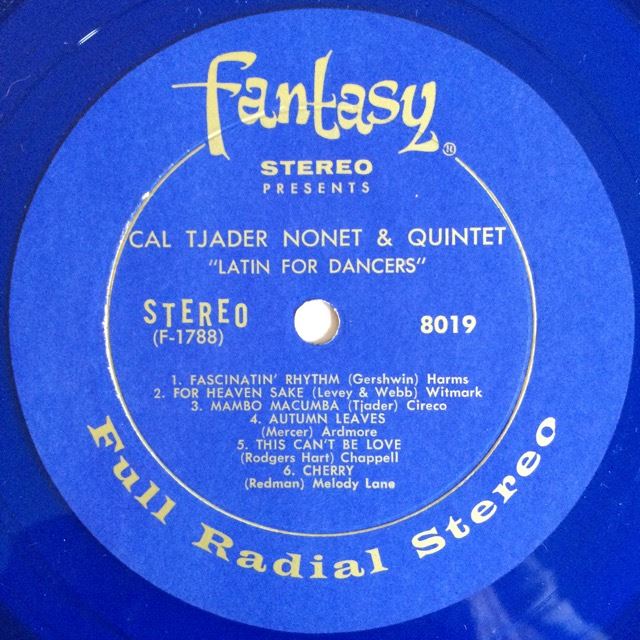 fantasy ®
STEREO
PRESENTS
CAL TJADER NONET & QUINTET
"LATIN FOR DANCERS"
STEREO
(F-1788)
8019
1. FASCINATIN' RHYTHM (Gershwin) Harms
2. FOR HEAVEN SAKE (Levey & Webb) Witmark
3. MAMBO MACUMBA (Tjader) Cireco
4. AUTUMN LEAVES
(Mercer) Ardmore
5. THIS CAN'T BE LOVE
(Rodgers Hart) Chappell
6. CHERRY
(Redman) Melody Lane
Full Radial Stereo